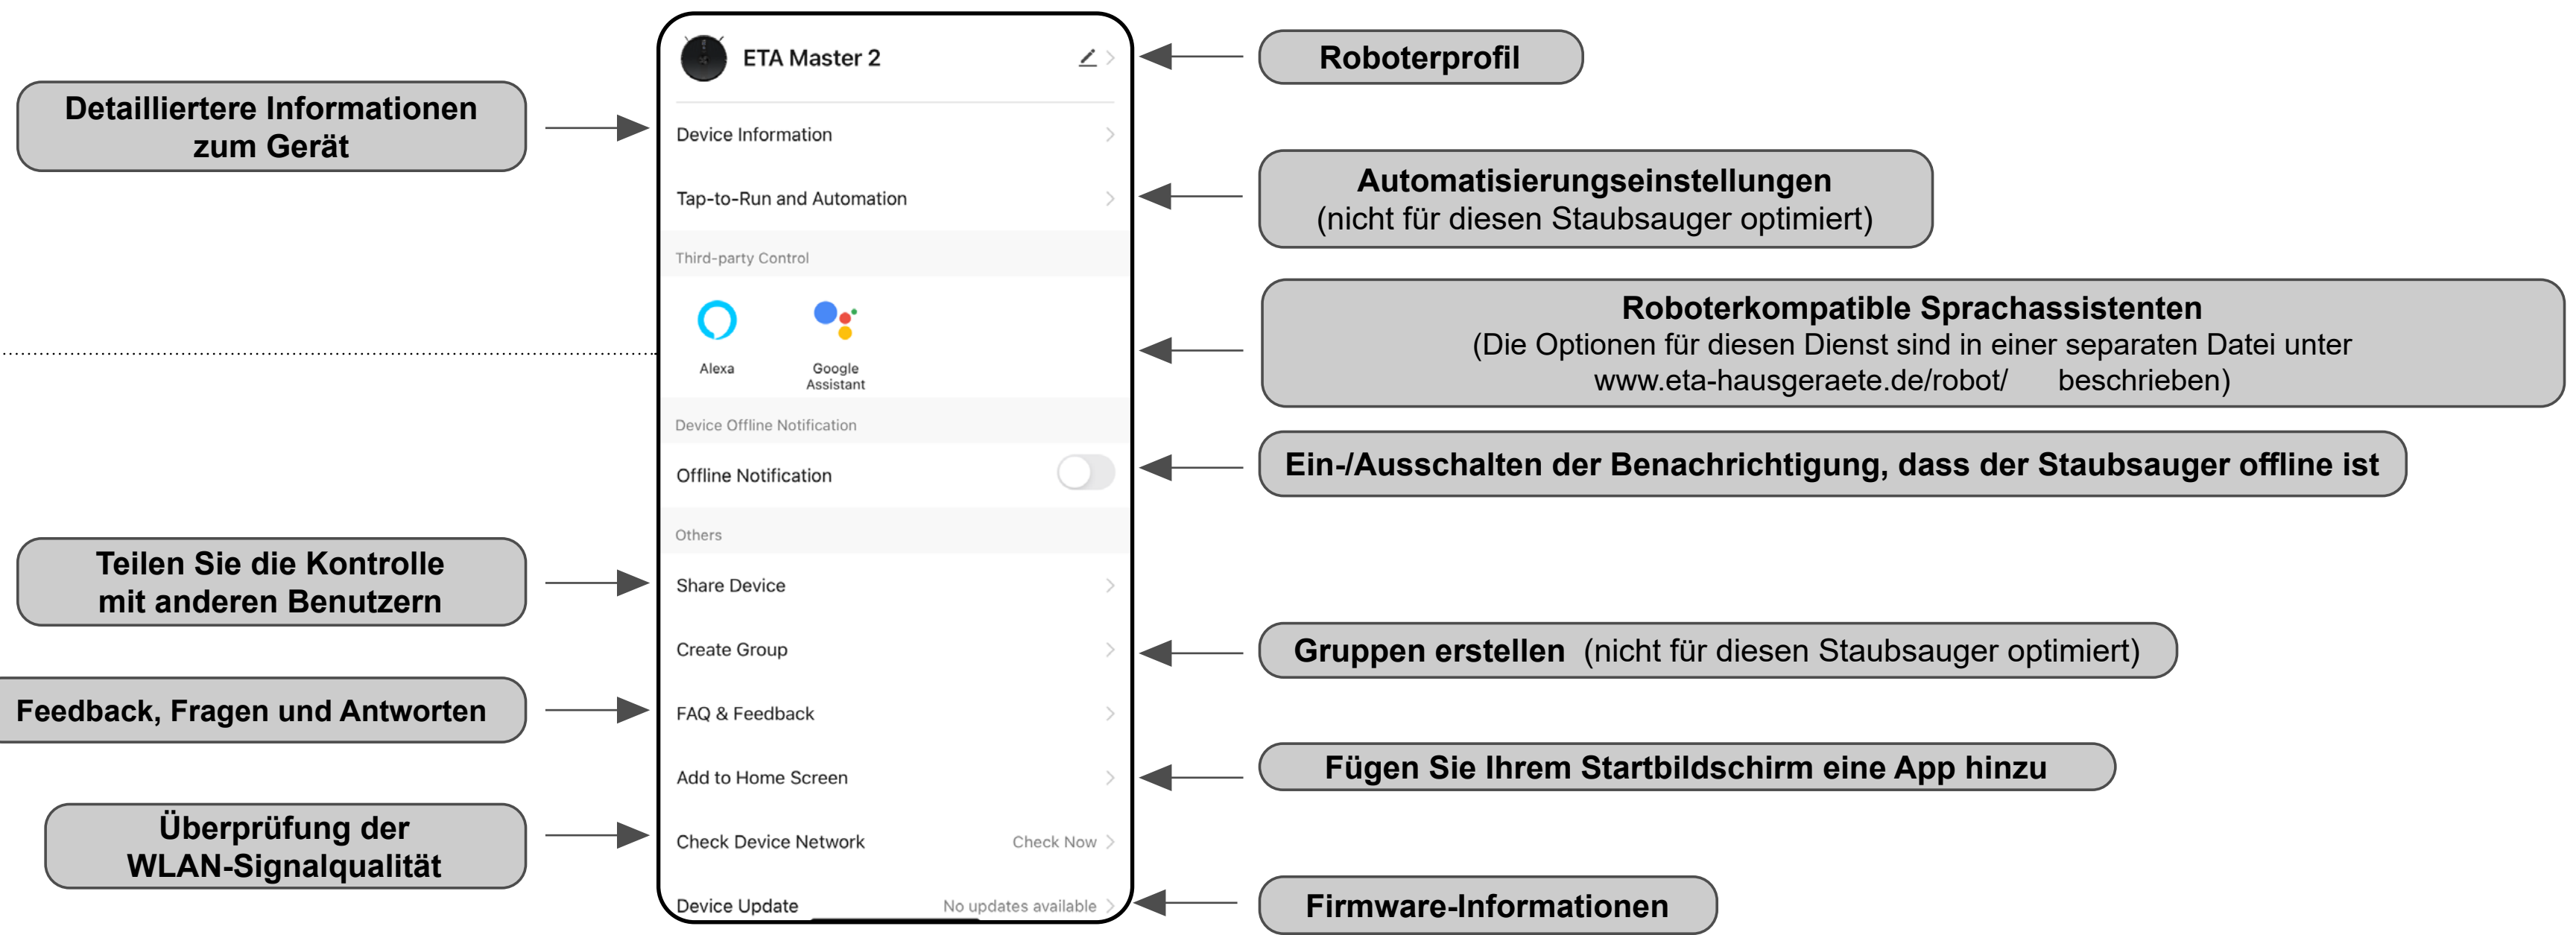 Detailliertere Informationen
zum Gerät
Teilen Sie die Kontrolle
mit anderen Benutzern
Feedback, Fragen und Antworten
Überprüfung der
WLAN-Signalqualität
ETA Master 2
Device Information
Tap-to-Run and Automation
Third-party Control
Alexa
Google
Assistant
Device Offline Notification
Offline Notification
Others
Share Device
Create Group
FAQ & Feedback
Add to Home Screen
Check Device Network Check Now
Device Update No updates available
Roboterprofil
Automatisierungseinstellungen
(nicht für diesen Staubsauger optimiert)
Roboterkompatible Sprachassistenten
(Die Optionen für diesen Dienst sind in einer separaten Datei unter
www.eta-hausgeraete.de/robot/ beschrieben)
Ein-/Ausschalten der Benachrichtigung, dass der Staubsauger offline ist
Gruppen erstellen (nicht für diesen Staubsauger optimiert)
Fügen Sie Ihrem Startbildschirm eine App hinzu
Firmware-Informationen